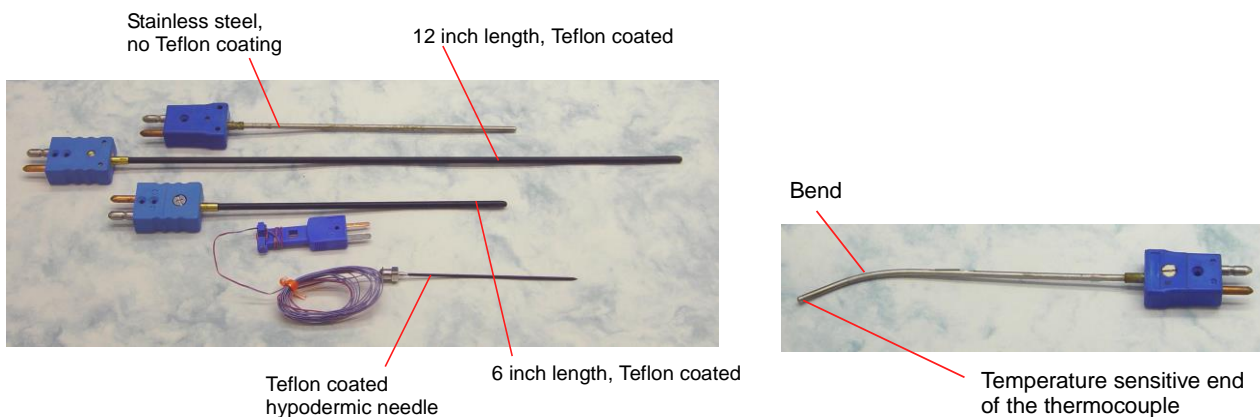 Stainless steel,
no Teflon coating
12 inch length, Teflon coated
Teflon coated
hypodermic needle
6 inch length, Teflon coated
Bend
Temperature sensitive end
of the thermocouple